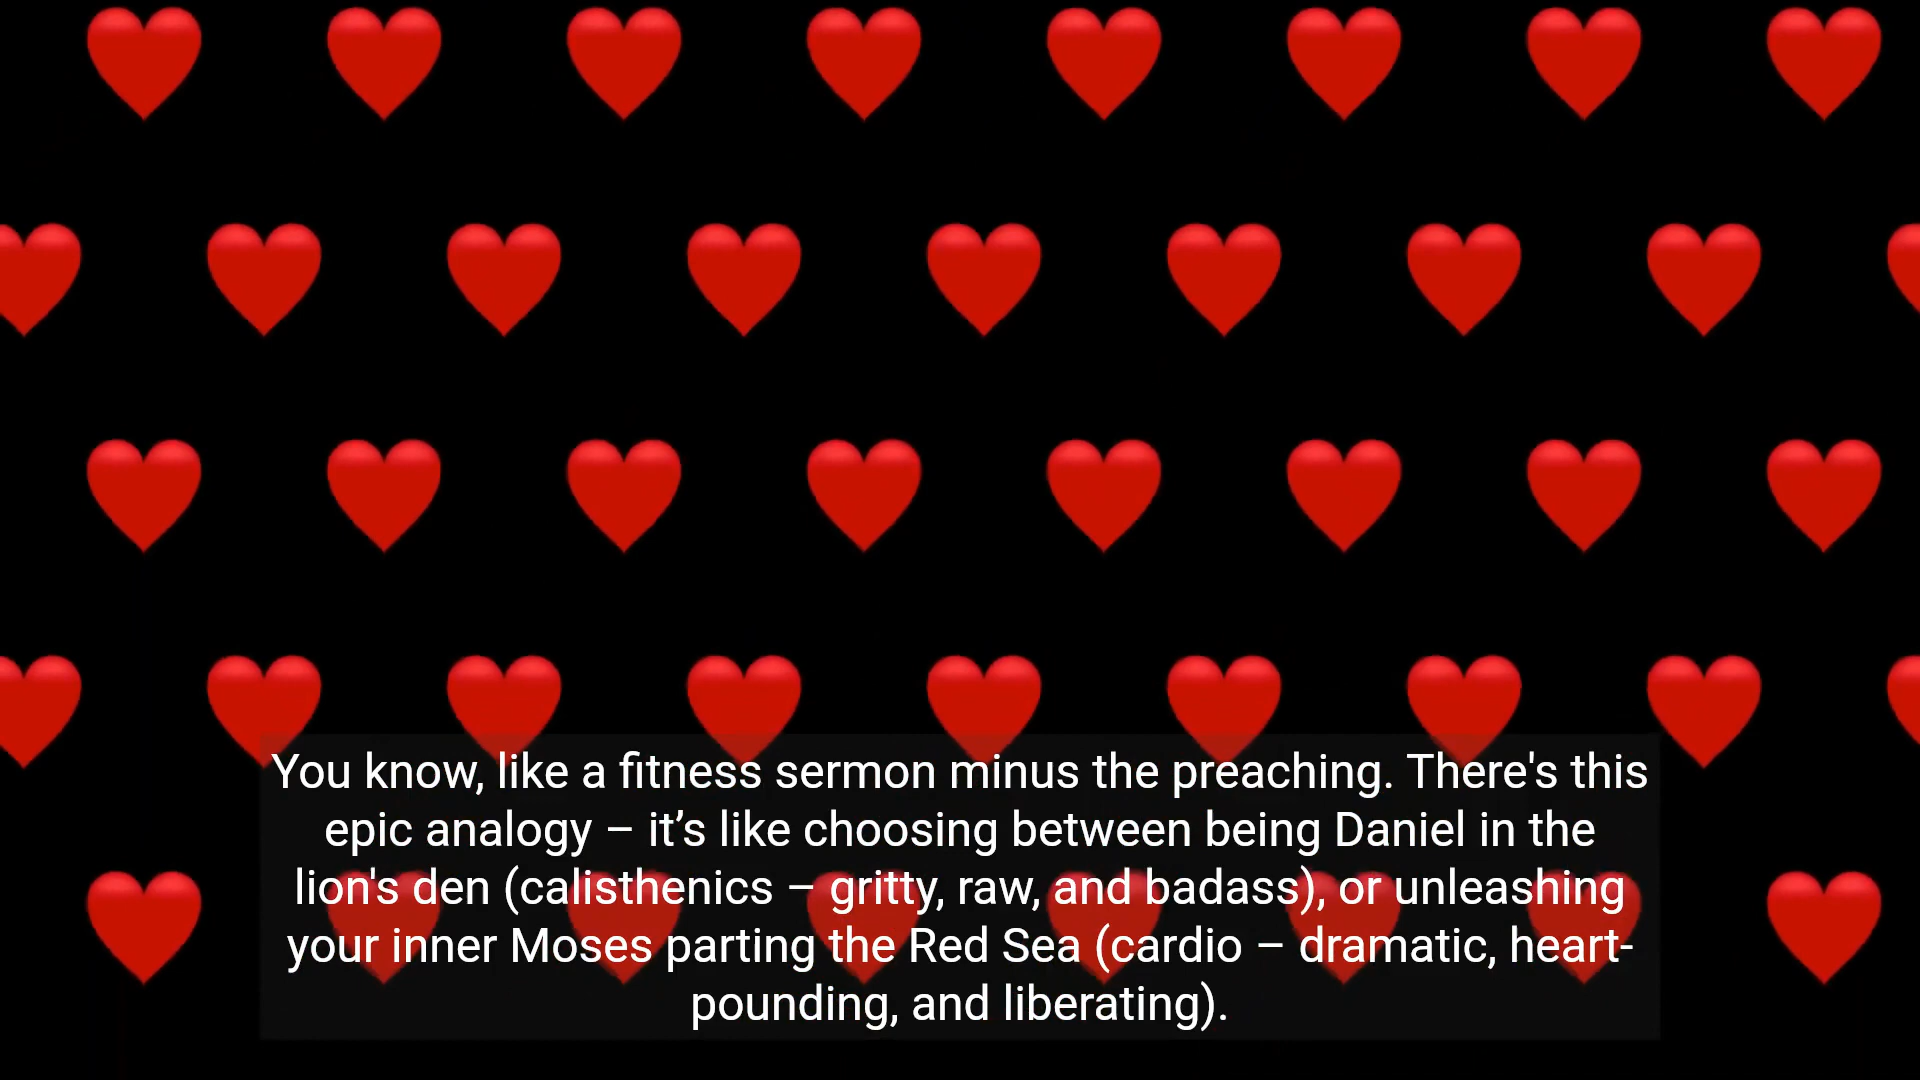 You know, like a fitness sermon minus the preaching. There's this
epic analogy – it’s like choosing between being Daniel in the
lion's den (calisthenics – gritty, raw, and badass), or unleashing
your inner Moses parting the Red Sea (cardio – dramatic, heart-
pounding, and liberating).